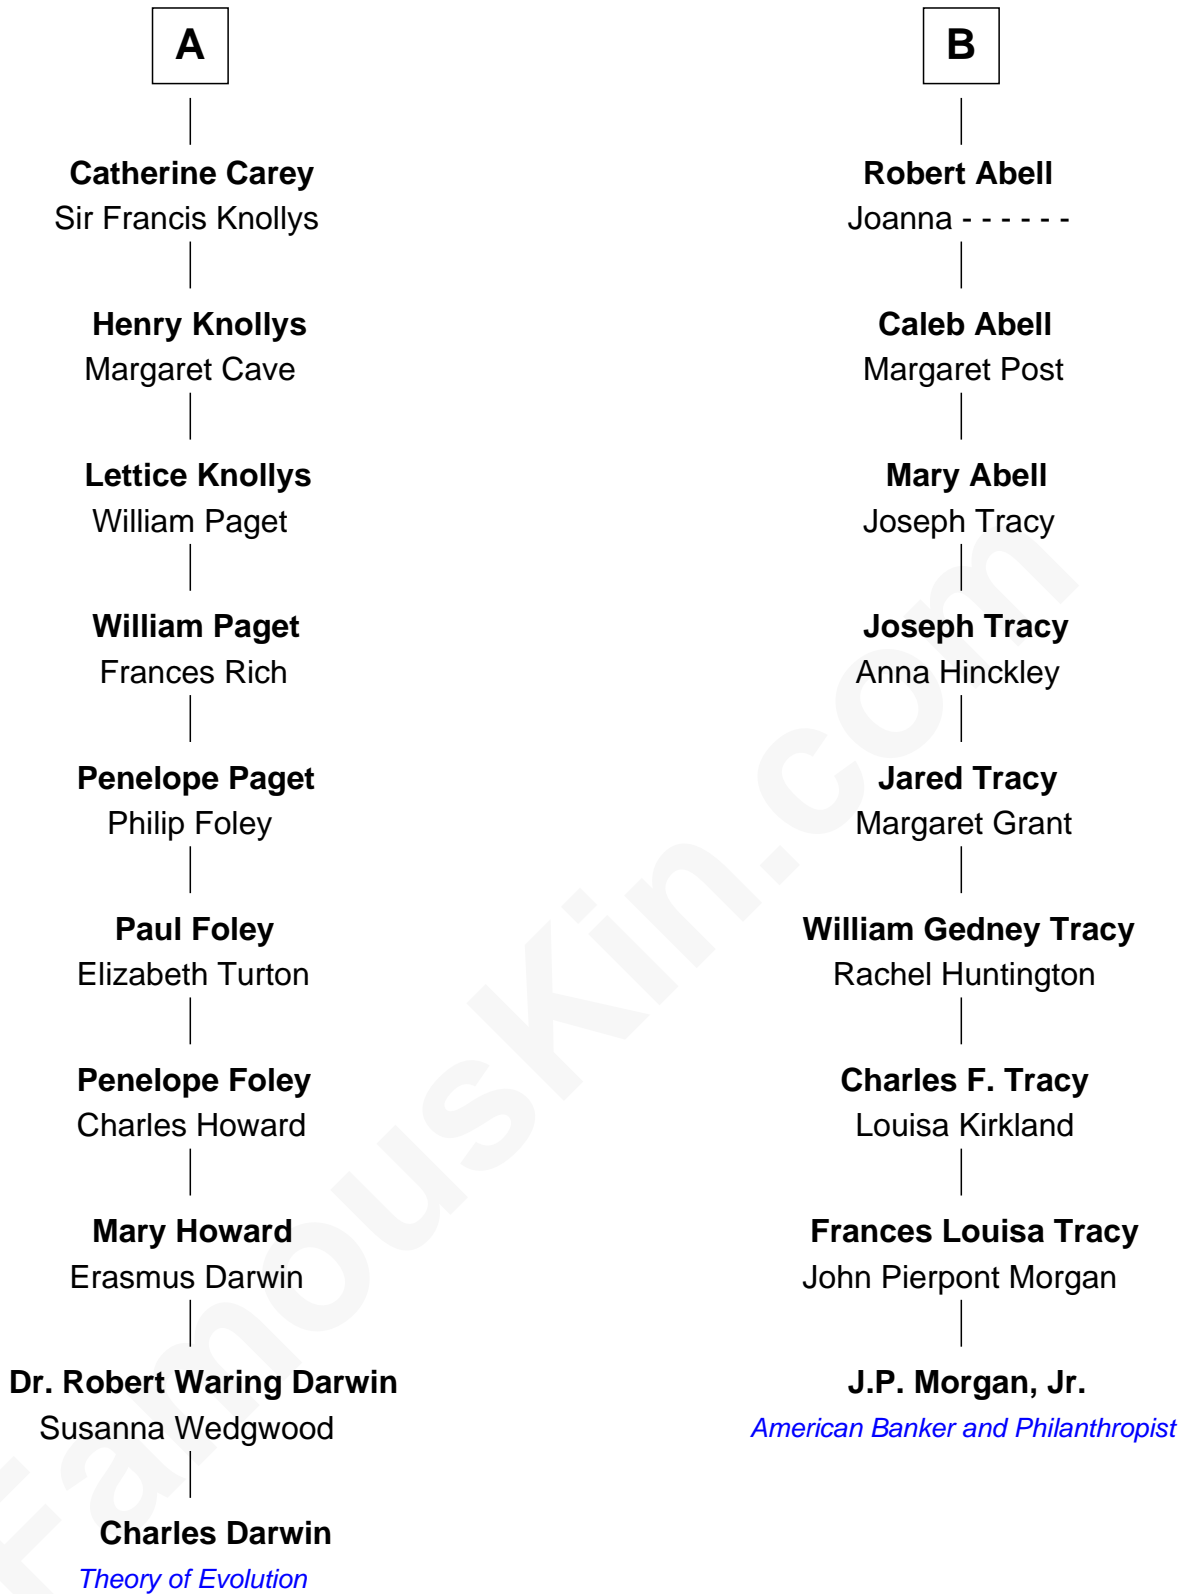 A
Catherine Carey
Sir Francis Knollys
Henry Knollys
Margaret Cave
Lettice Knollys
William Paget
William Paget
Frances Rich
Penelope Paget
Philip Foley
Paul Foley
Elizabeth Turton
Penelope Foley
Charles Howard
Mary Howard
Erasmus Darwin
Dr. Robert Waring Darwin
Susanna Wedgwood
Charles Darwin
Theory of Evolution
B
Robert Abell
Joanna - - - - - -
Caleb Abell
Margaret Post
Mary Abell
Joseph Tracy
Joseph Tracy
Anna Hinckley
Jared Tracy
Margaret Grant
William Gedney Tracy
Rachel Huntington
Charles F. Tracy
Louisa Kirkland
Frances Louisa Tracy
John Pierpont Morgan
J.P. Morgan, Jr.
American Banker and Philanthropist
FamousKin.com